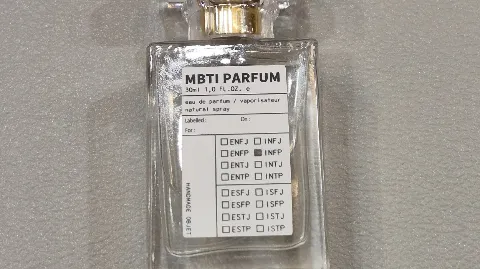 MBTI PARFUM
30ml 1,0 FL.OZ. e
eau de parfum / vaporisateur
natural spray
Labelled: On:
For:
ENFJ INFJ
ENFP INFP
ENTJ INTJ
ENTP INTP
ESFJ ISFJ
ESFP ISFP
ESTJ ISTJ
ESTP ISTP
HANDMADE OBJET